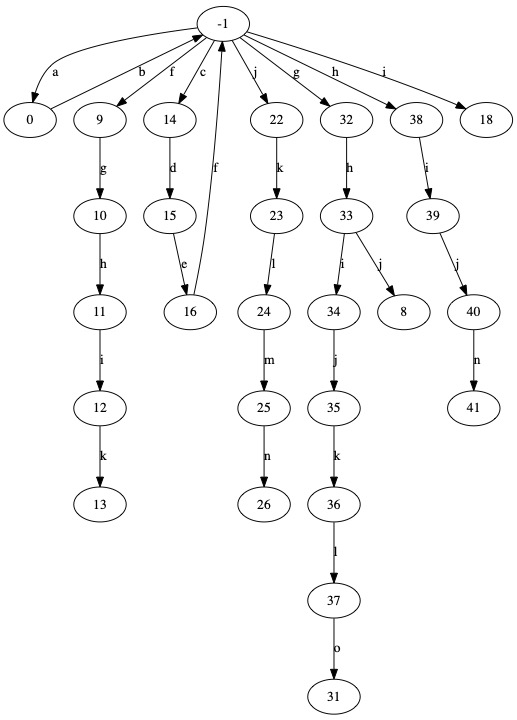 -1
a b f c j g h i
0 9 14 22 32 38 18
g d k h i
10 15 23 33 39
h e f l i j j
11 16 24 34 8 40
i m j n
12 25 35 41
k n k
13 26 36
l
37
o
31